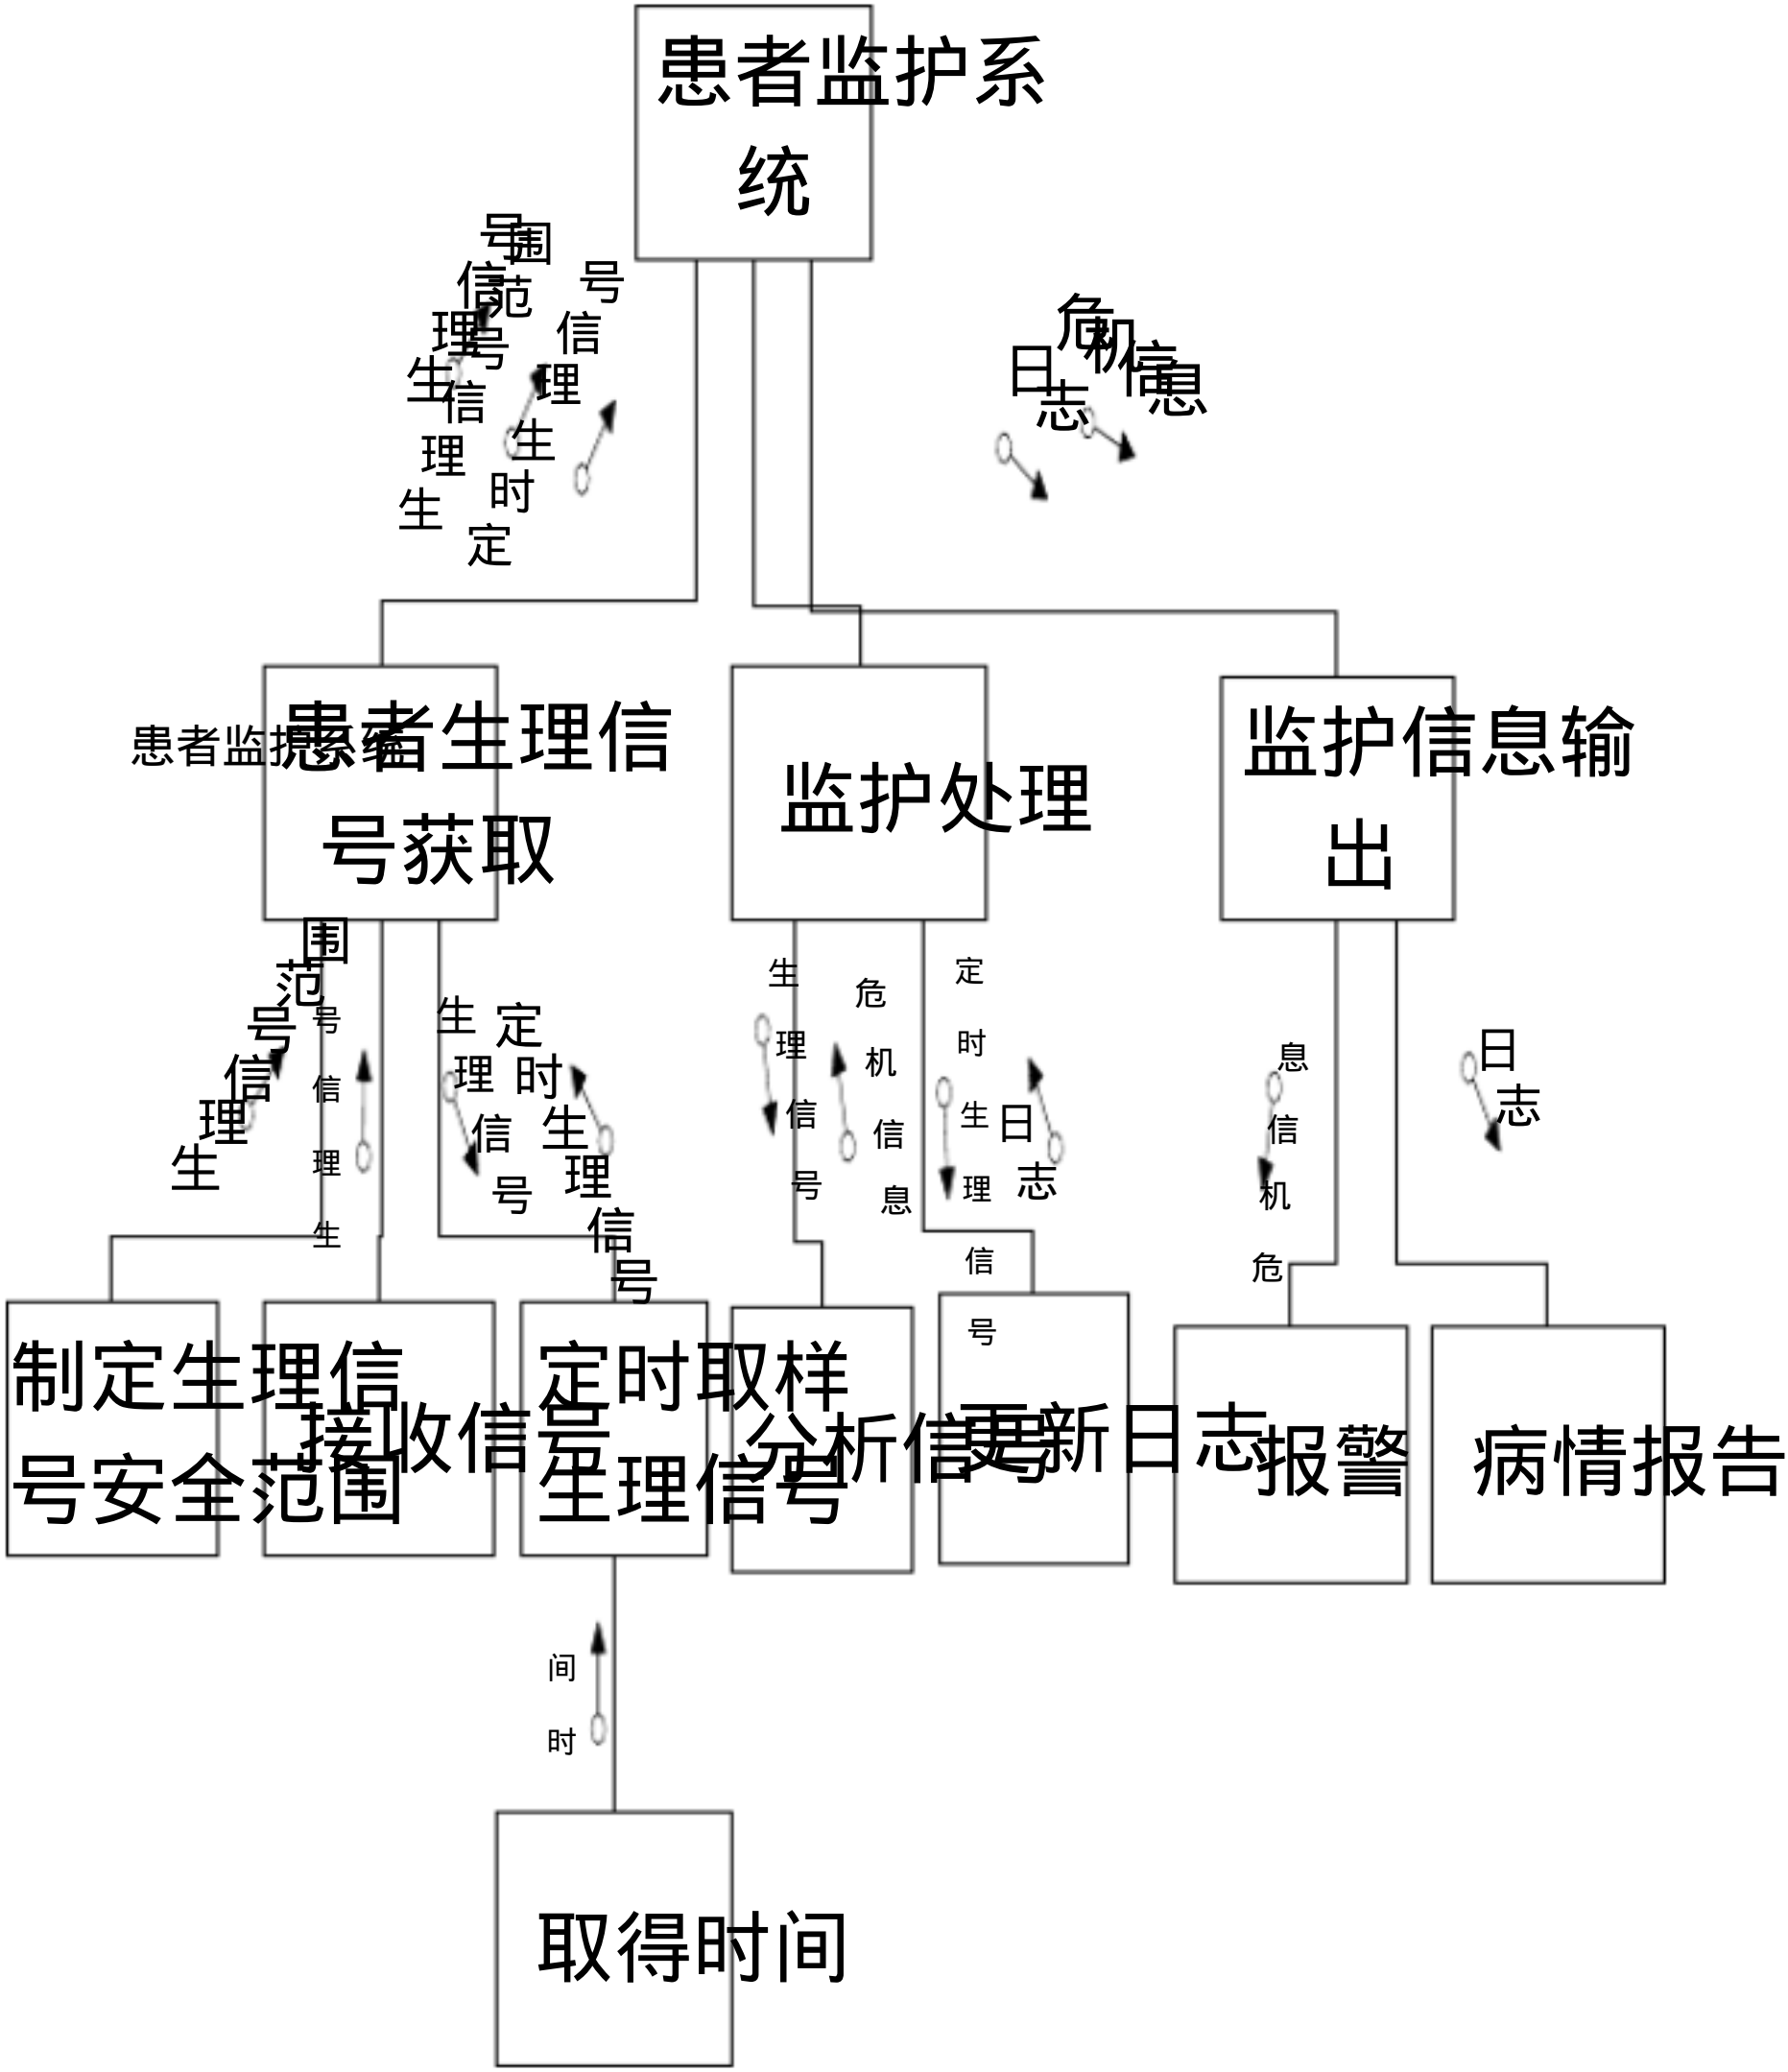 患者监护系
统
生理信号
生理信号范围
定时生理信号
日志
危机信息
患者监护系统
患者生理信
号获取
监护处理
监护信息输
出
生理信号范围
生理信号
生理信号
定时生理信号
生理信号
危机信息
定时生理信号
日志
危机信息
日志
制定生理信
号安全范围
接收信号
定时取样
生理信号
分析信号
更新日志
报警
病情报告
时间
取得时间